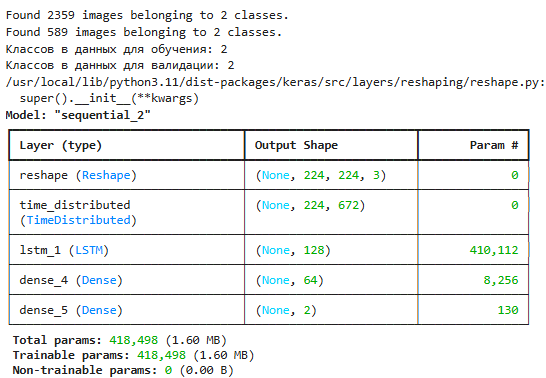 Found 2359 images belonging to 2 classes.
Found 589 images belonging to 2 classes.
Классов в данных для обучения: 2
Классов в данных для валидации: 2
/usr/local/lib/python3.11/dist-packages/keras/src/layers/reshaping/reshape.py:
super().__init__(**kwargs)
Model: "sequential_2"
Layer (type) Output Shape Param #
reshape (Reshape) (None, 224, 224, 3) 0
time_distributed (None, 224, 672) 0
(TimeDistributed)
lstm_1 (LSTM) (None, 128) 410,112
dense_4 (Dense) (None, 64) 8,256
dense_5 (Dense) (None, 2) 130
Total params: 418,498 (1.60 MB)
Trainable params: 418,498 (1.60 MB)
Non-trainable params: 0 (0.00 B)